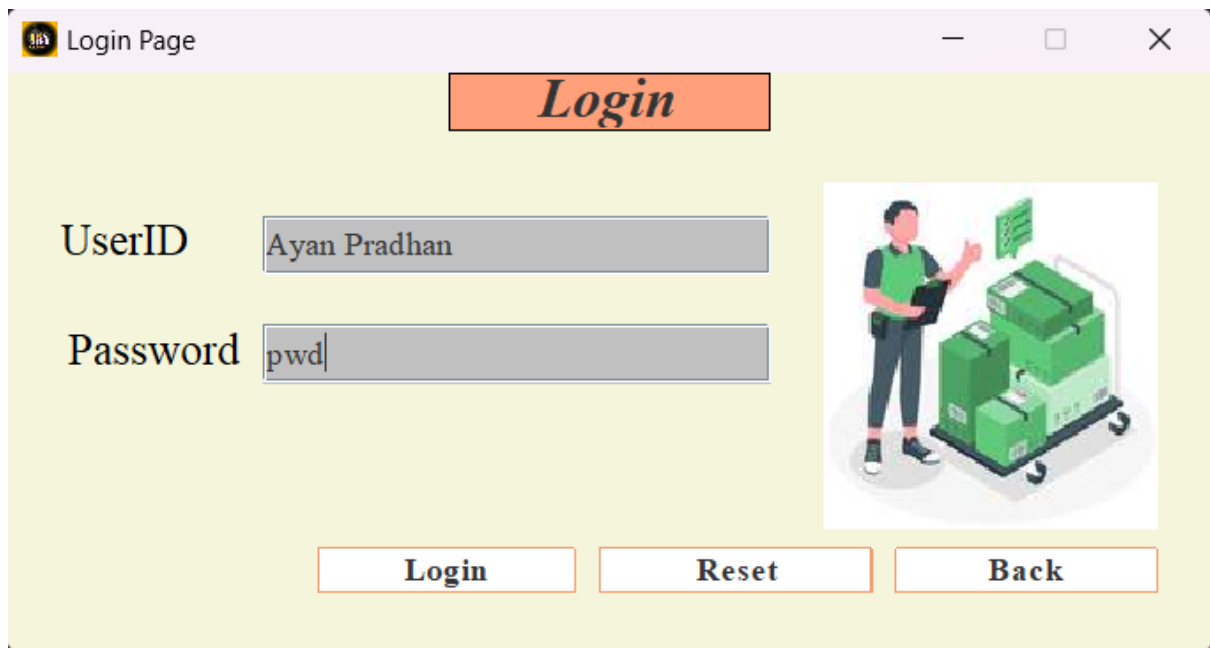 Login Page
Login
UserID Ayan Pradhan
Password pwd
Login Reset Back